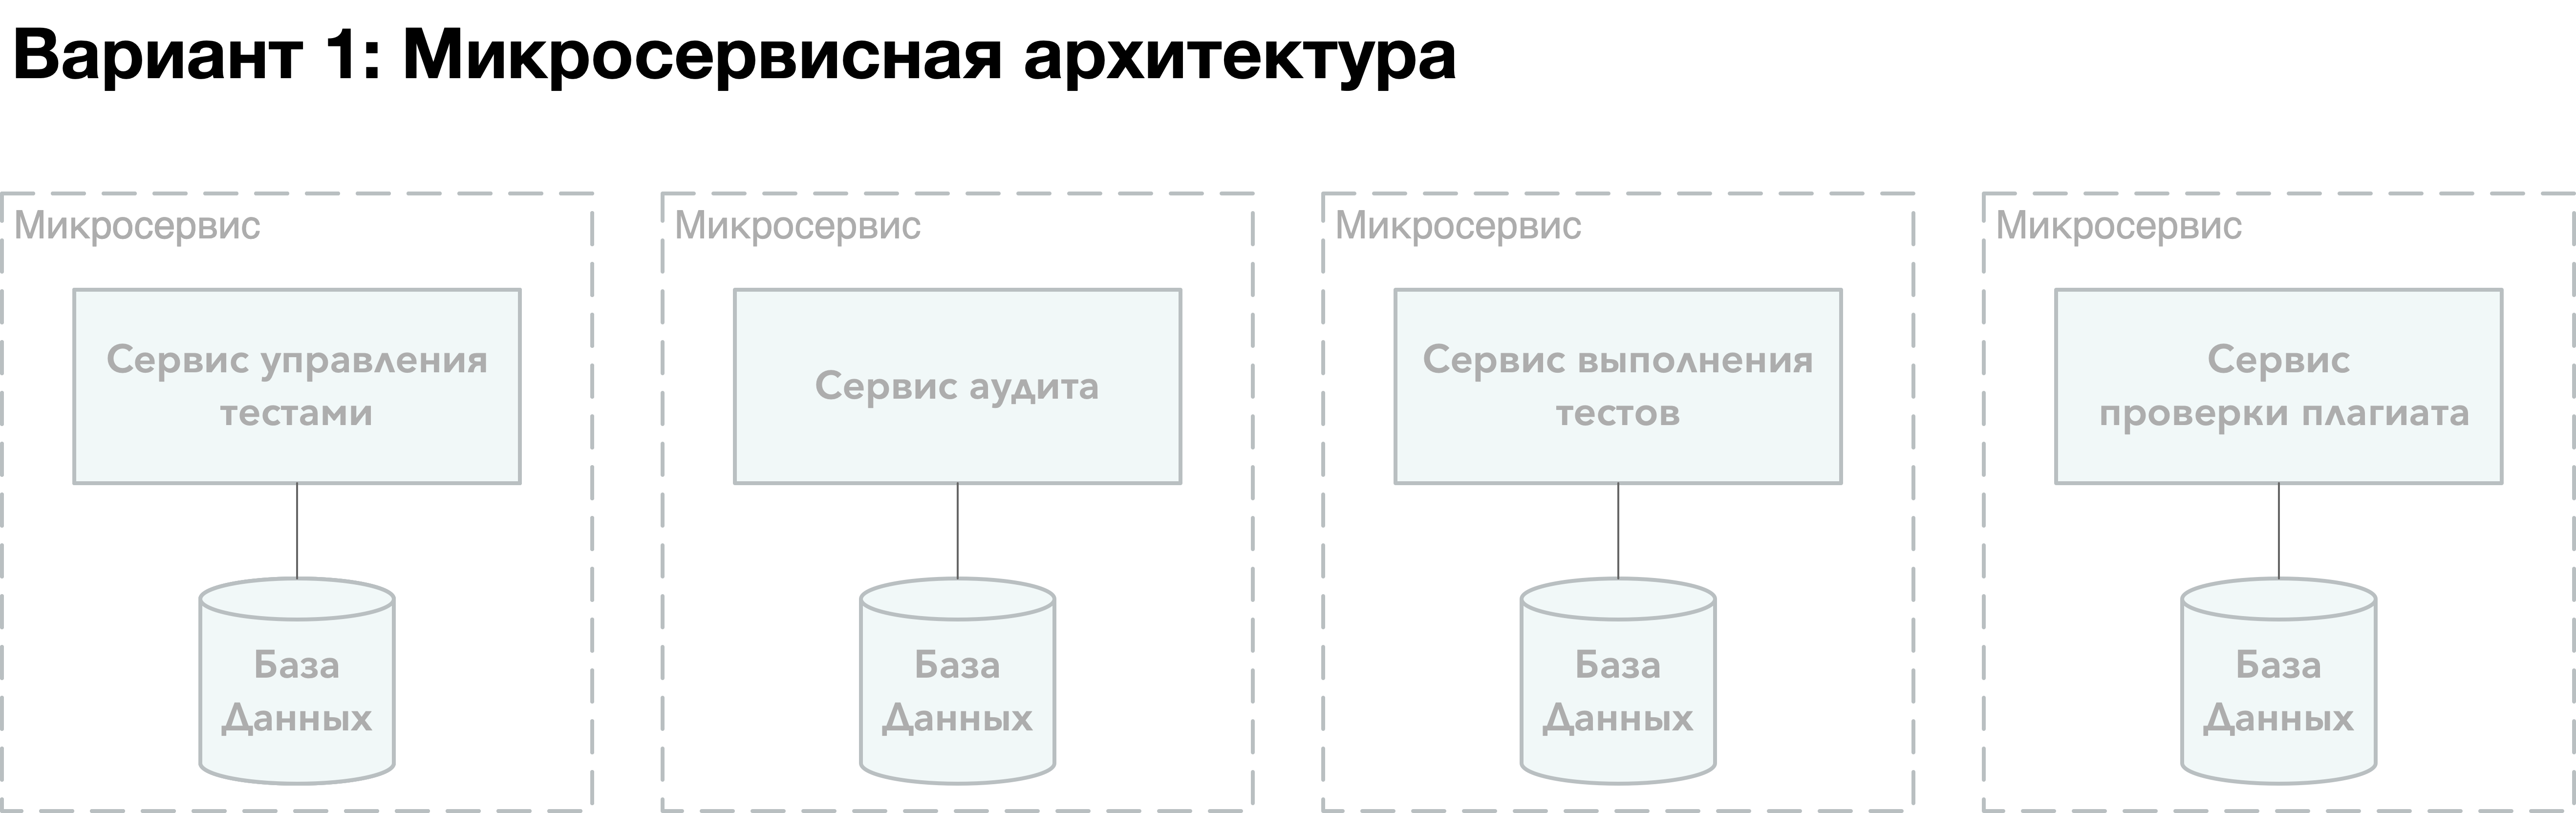 Вариант 1: Микросервисная архитектура
Микросервис
Сервис управления
тестами
База
Данных
Микросервис
Сервис аудита
База
Данных
Микросервис
Сервис выполнения
тестов
База
Данных
Микросервис
Сервис
проверки плагиата
База
Данных